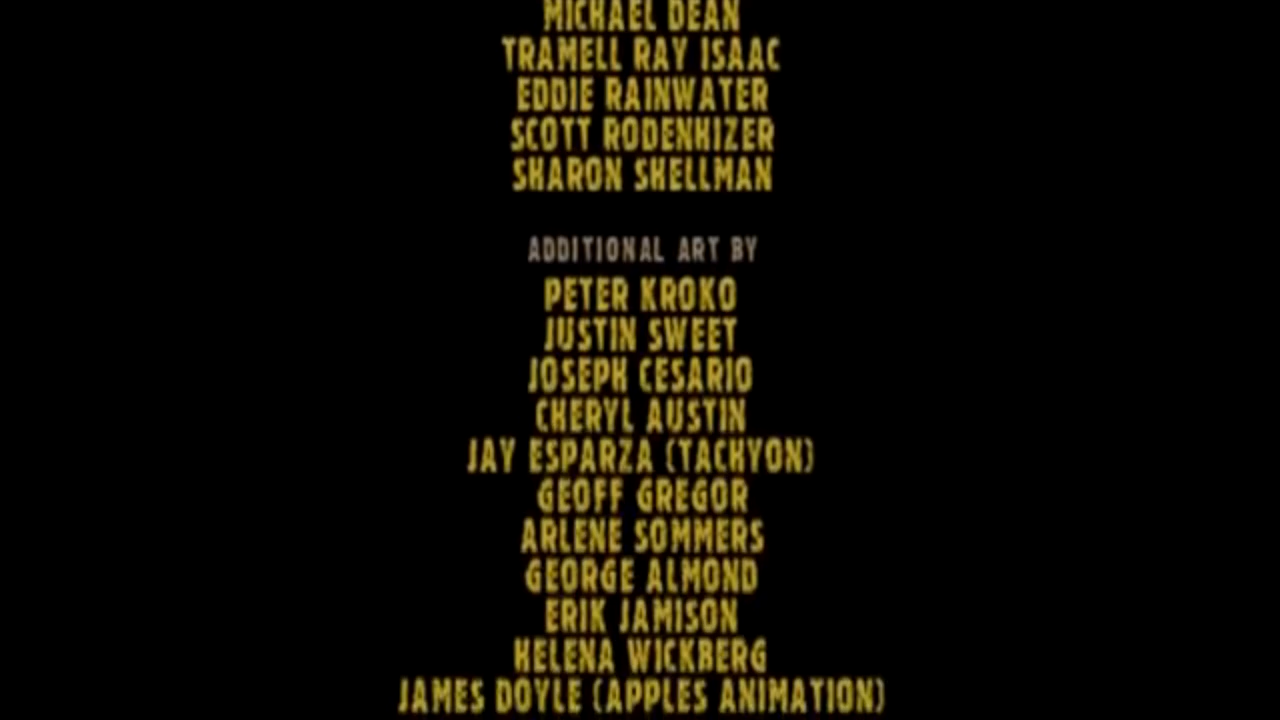 MICHAEL DEAN
TRAMELL RAY ISAAC
EDDIE RAINWATER
SCOTT RODENHIZER
SHARON SHELLMAN
ADDITIONAL ART BY
PETER KROKO
JUSTIN SWEET
JOSEPH CESARIO
CHERYL AUSTIN
JAY ESPARZA (TACHYON)
GEOFF GREGOR
ARLENE SOMMERS
GEORGE ALMOND
ERIK JAMISON
HELENA WICKBERG
JAMES DOYLE (APPLES ANIMATION)